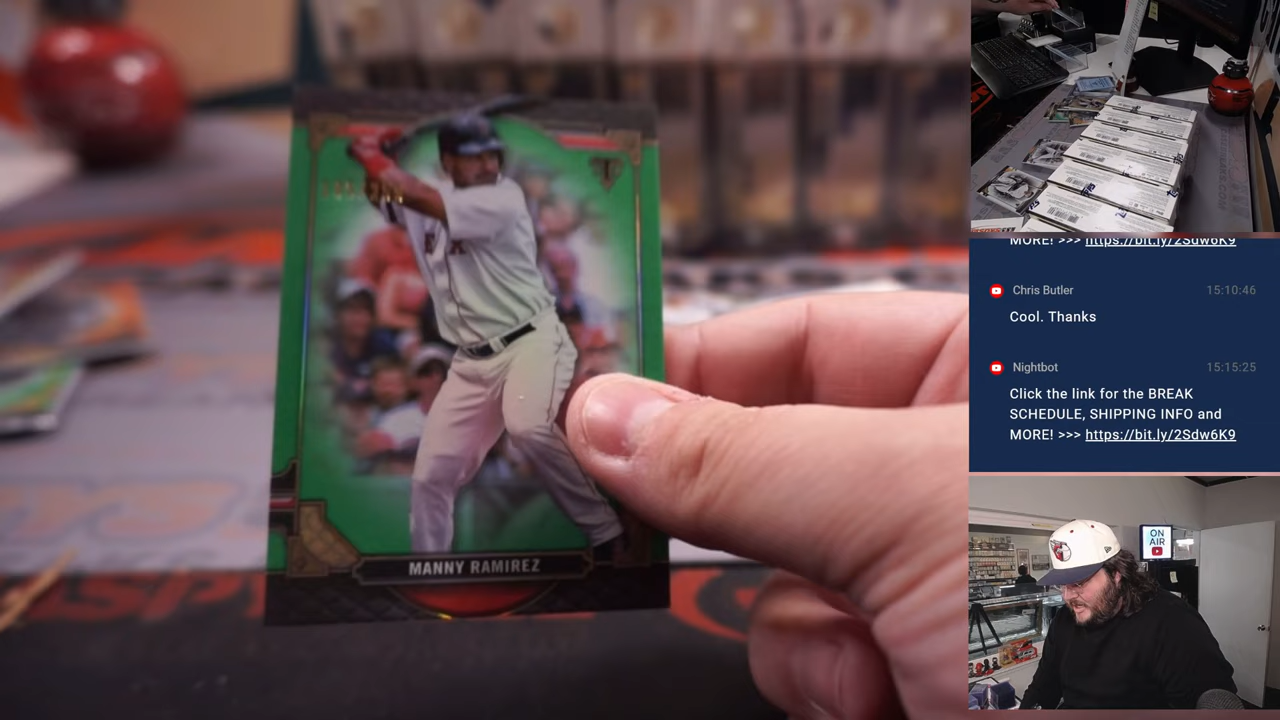 MANNY RAMIREZ
MORE! >>> https://bit.ly/2Sdw6K9
Chris Butler 15:10:46
Cool. Thanks
Nightbot 15:15:25
Click the link for the BREAK
SCHEDULE, SHIPPING INFO and
MORE! >>> https://bit.ly/2Sdw6K9
ON
AIR